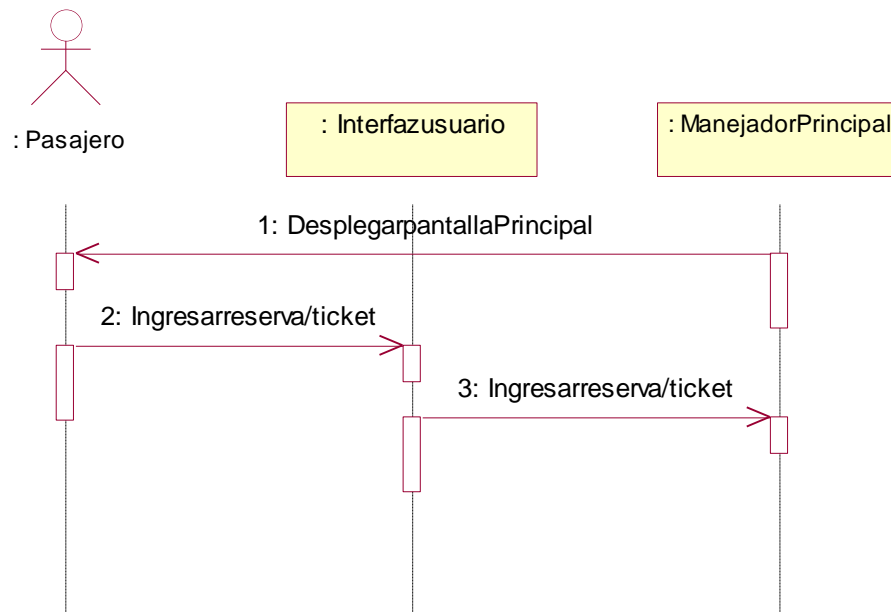 : Pasajero
: Interfazusuario
: ManejadorPrincipal
1: DesplegarpantallaPrincipal
2: Ingresarreserva/ticket
3: Ingresarreserva/ticket